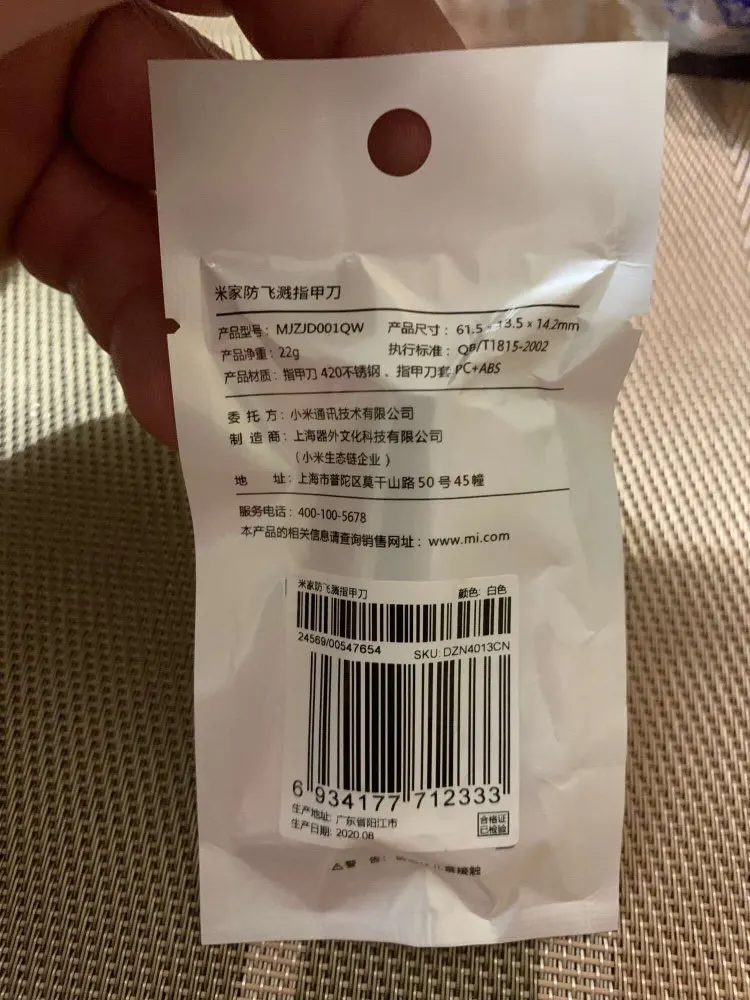 米家防飞溅指甲刀
产品型号：MJZJD001QW 产品尺寸：61.5×13.5×14.2mm
产品净重：22g 执行标准：QB/T1815-2002
产品材质：指甲刀 420不锈钢 、指甲刀套 PC+ABS
委 托 方：小米通讯技术有限公司
制 造 商：上海器外文化科技有限公司
（小米生态链企业）
地 址：上海市普陀区莫干山路50号45幢
服务电话：400-100-5678
本产品的相关信息请查询销售网址：www.mi.com
米家防飞溅指甲刀 颜色: 白色
24569/00547654 SKU: DZN4013CN
6 934177 712333
生产地址: 广东省阳江市
生产日期: 2020.08
合格证
已检验
⚠警 告：